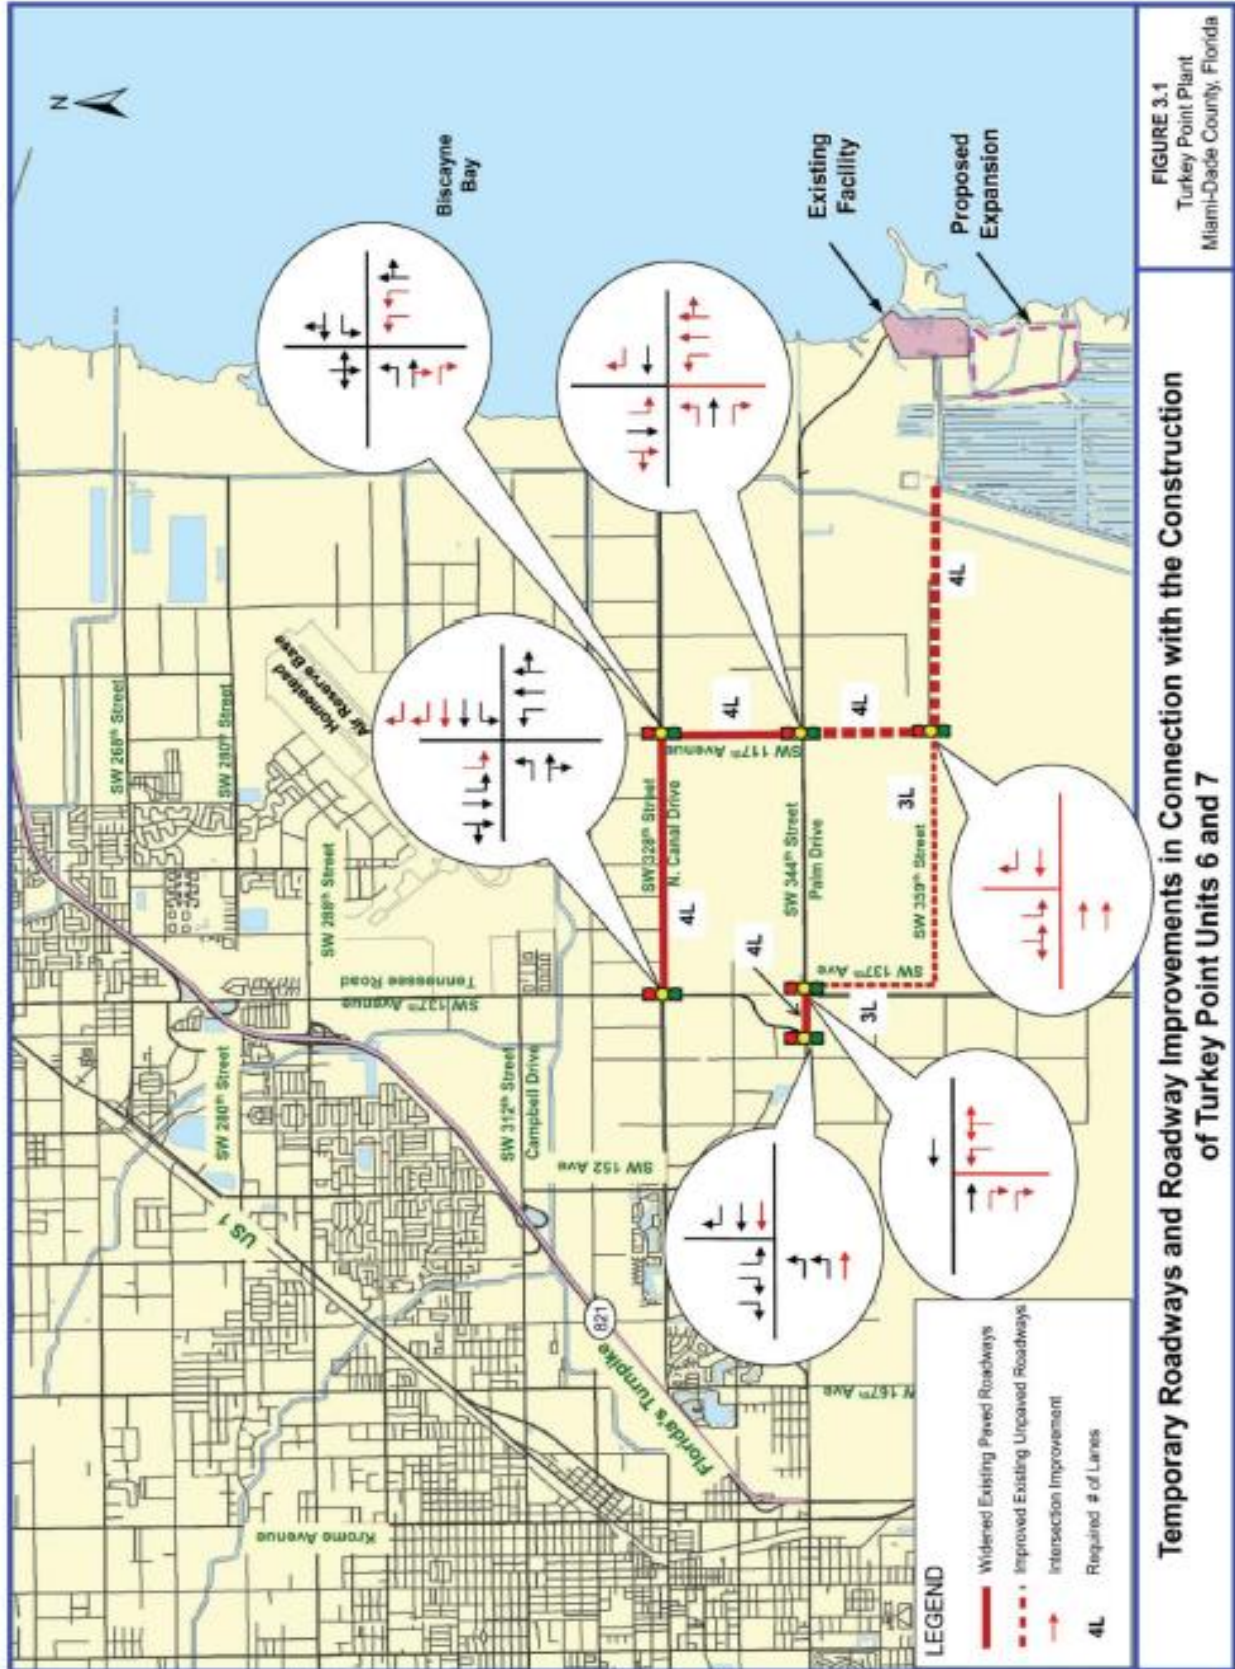 N
Biscayne
Bay
SW 268th Street
SW 280th Street
Homestead
Air Reserve Base
SW 288th Street
Tennessee Road
SW 137th Avenue
SW 280th Street
US 1
SW 312th Street
Campbell Drive
SW 152 Ave
821
Florida's Turnpike
Krome Avenue
SW 328th Street
N. Canal Drive
4L
SW 117th
Avenue
4L
SW 344th Street
Palm Drive
4L
4L
SW 137th Ave
3L
3L
SW 359th Street
4L
N 167th Ave
Existing
Facility
Proposed
Expansion
LEGEND
Widened Existing Paved Roadways
Improved Existing Unpaved Roadways
Intersection Improvement
4L Required # of Lanes
Temporary Roadways and Roadway Improvements in Connection with the Construction
of Turkey Point Units 6 and 7
FIGURE 3.1
Turkey Point Plant
Miami-Dade County, Florida